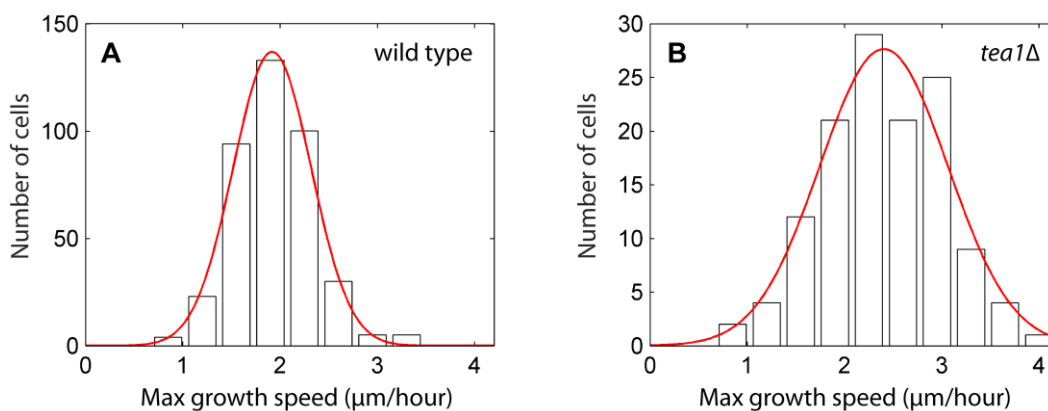 A
wild type
150
100
50
0
Number of cells
0
1
2
3
4
Max growth speed (μm/hour)
B
tea1Δ
30
25
20
15
10
5
0
Number of cells
0
1
2
3
4
Max growth speed (μm/hour)